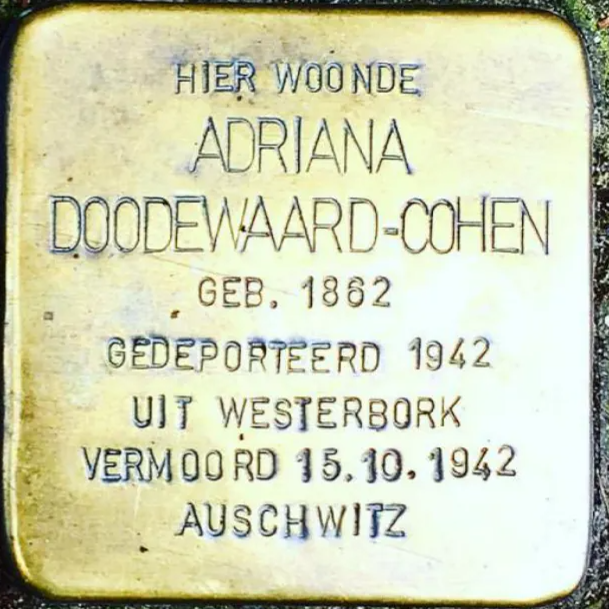 HIER WOONDE
ADRIANA
DOODEWAARD-COHEN
GEB. 1862
GEDEPORTEERD 1942
UIT WESTERBORK
VERMOORD 15.10.1942
AUSCHWITZ